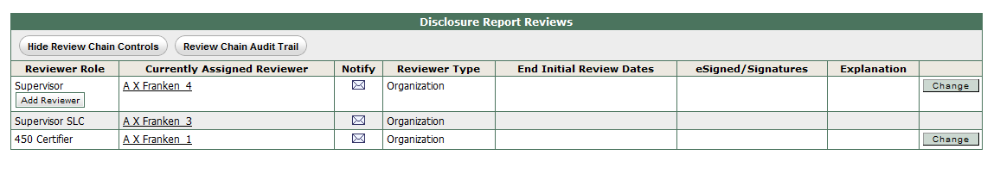 Disclosure Report Reviews
Hide Review Chain Controls Review Chain Audit Trail
Reviewer Role Currently Assigned Reviewer Notify Reviewer Type End Initial Review Dates eSigned/Signatures Explanation
Supervisor A X Franken_4 Organization Change
Add Reviewer
Supervisor SLC A X Franken_3 Organization
450 Certifier A X Franken_1 Organization Change